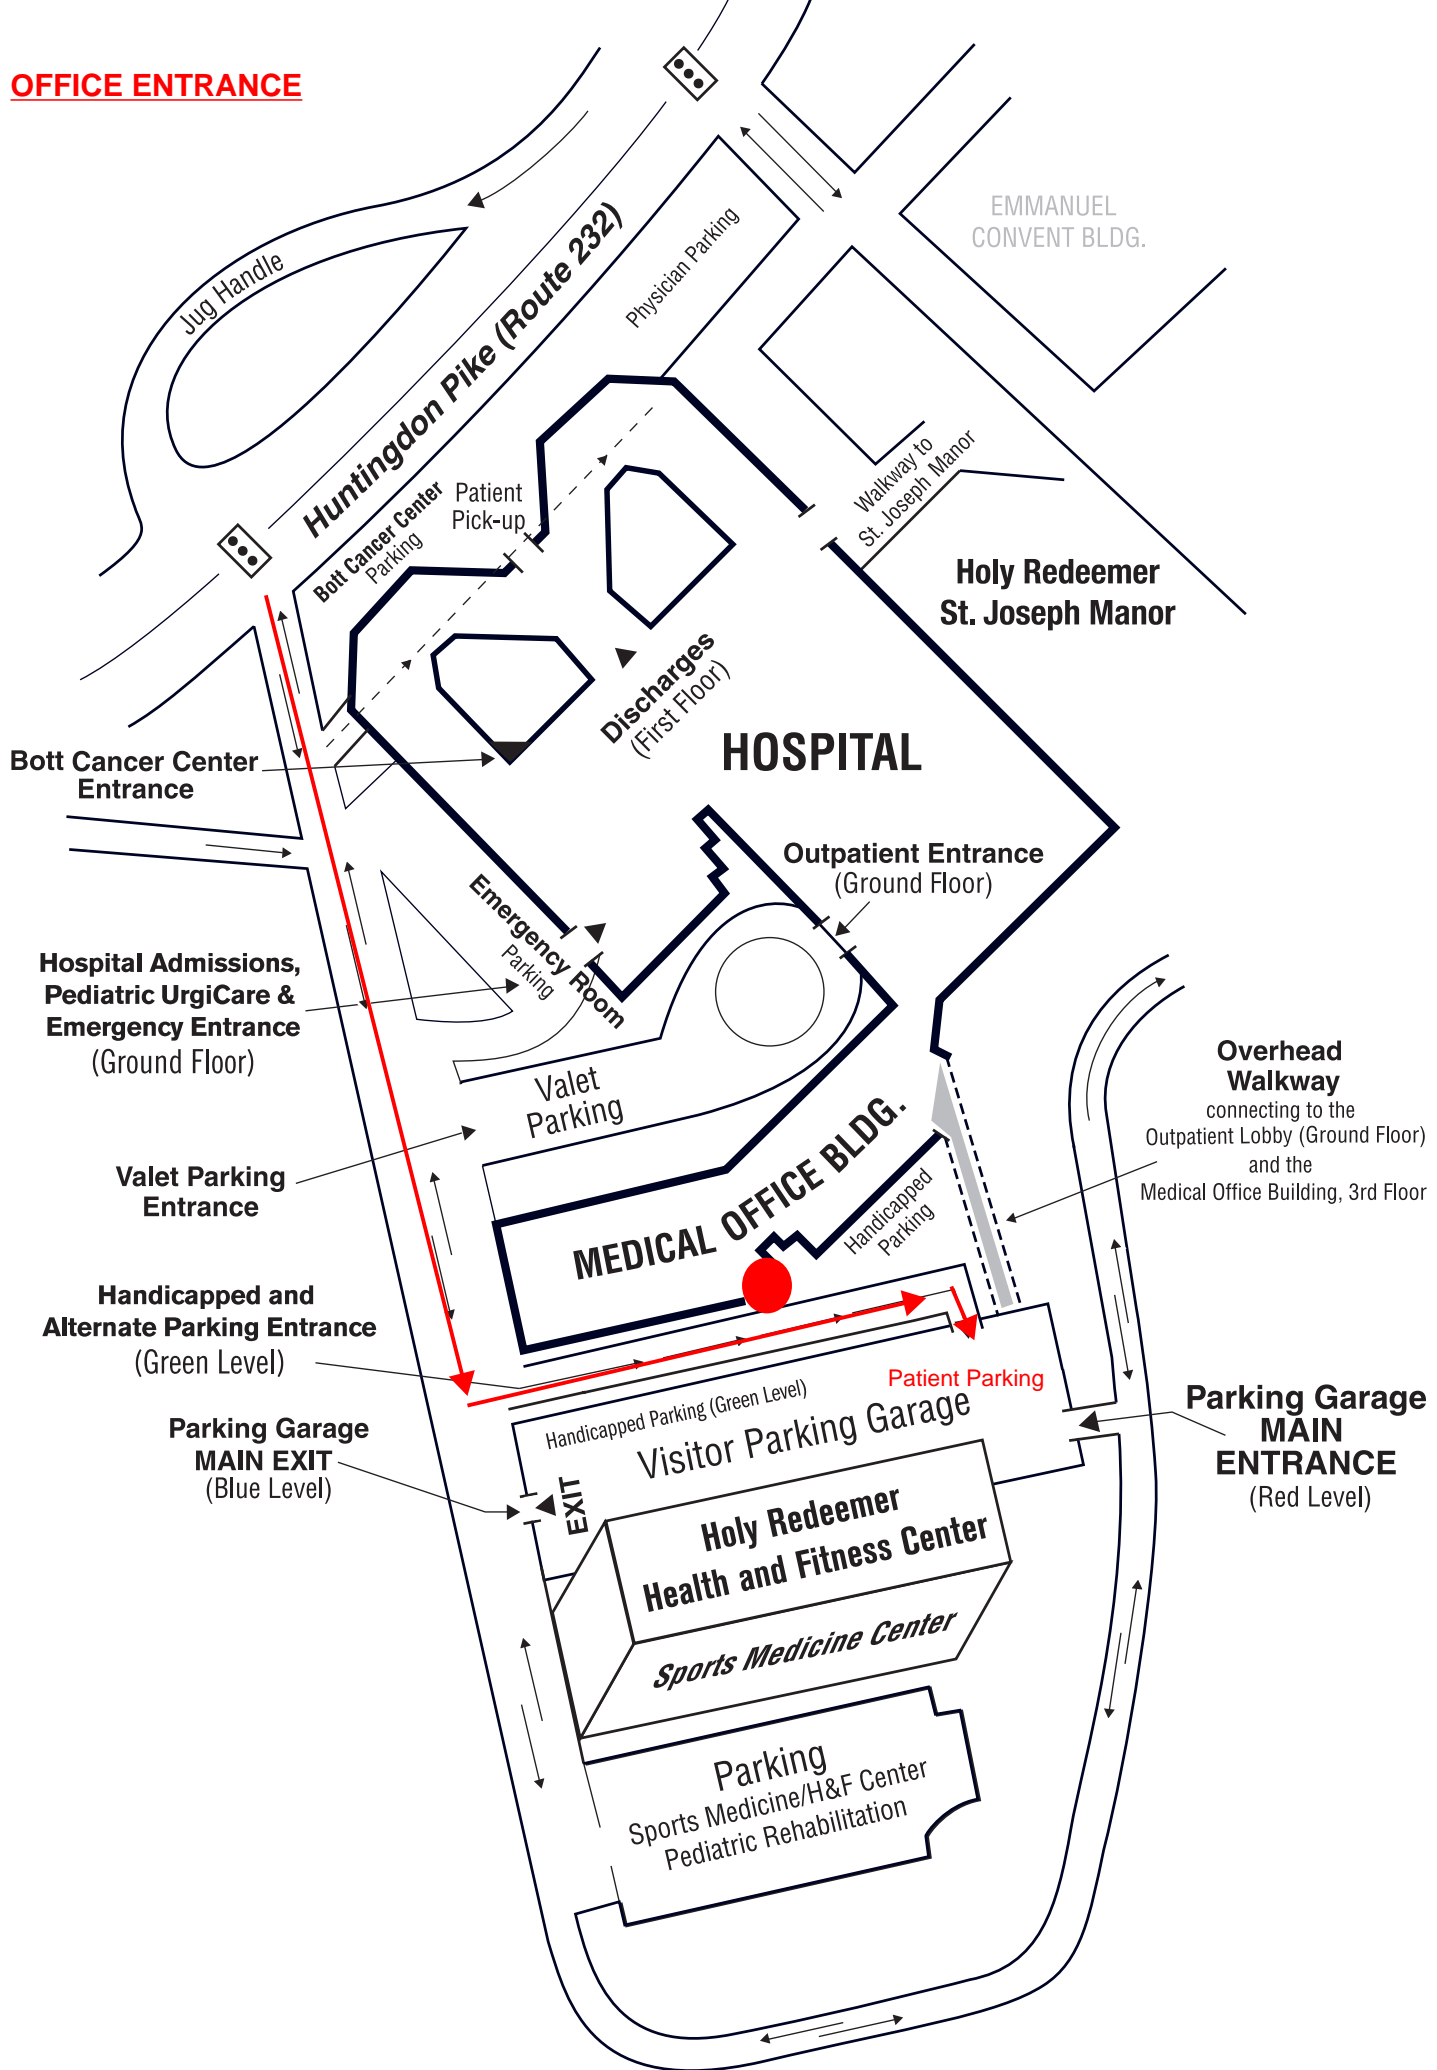 OFFICE ENTRANCE
EMMANUEL
CONVENT BLDG.
Jug Handle
Huntingdon Pike (Route 232)
Physician Parking
Bott Cancer Center
Parking
Patient
Pick-up
Walkway to
St. Joseph Manor
Holy Redeemer
St. Joseph Manor
Discharges
(First Floor)
HOSPITAL
Bott Cancer Center
Entrance
Outpatient Entrance
(Ground Floor)
Emergency Room
Parking
Hospital Admissions,
Pediatric UrgiCare &
Emergency Entrance
(Ground Floor)
Valet
Parking
Overhead
Walkway
connecting to the
Outpatient Lobby (Ground Floor)
and the
Medical Office Building, 3rd Floor
Valet Parking
Entrance
MEDICAL OFFICE BLDG.
Handicapped
Parking
Handicapped and
Alternate Parking Entrance
(Green Level)
Patient Parking
Handicapped Parking (Green Level)
Visitor Parking Garage
Parking Garage
MAIN
ENTRANCE
(Red Level)
Parking Garage
MAIN EXIT
(Blue Level)
EXIT
Holy Redeemer
Health and Fitness Center
Sports Medicine Center
Parking
Sports Medicine/H&F Center
Pediatric Rehabilitation